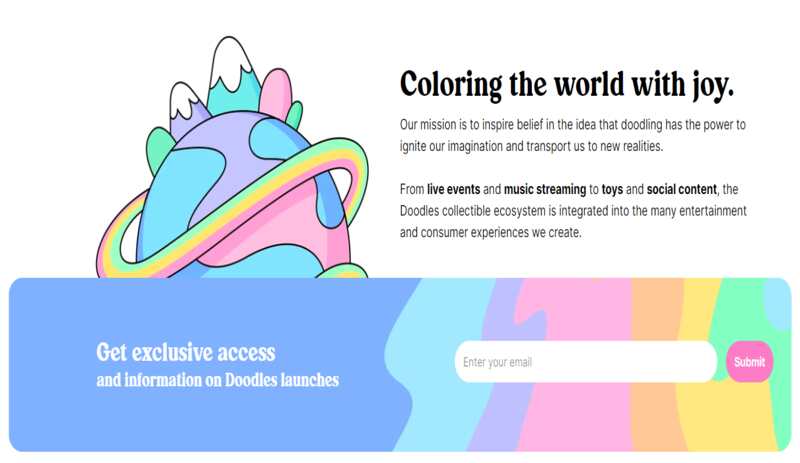 Coloring the world with joy.
Our mission is to inspire belief in the idea that doodling has the power to
ignite our imagination and transport us to new realities.
From live events and music streaming to toys and social content, the
Doodles collectible ecosystem is integrated into the many entertainment
and consumer experiences we create.
Get exclusive access
and information on Doodles launches
Enter your email
Submit